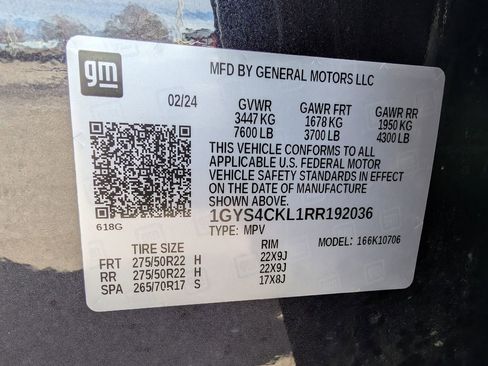 gm
MFD BY GENERAL MOTORS LLC
02/24 GVWR GAWR FRT GAWR RR
3447 KG 1678 KG 1950 KG
7600 LB 3700 LB 4300 LB
THIS VEHICLE CONFORMS TO ALL
APPLICABLE U.S. FEDERAL MOTOR
VEHICLE SAFETY STANDARDS IN EFFECT
ON THE DATE OF MANUFACTURE
SHOWN ABOVE.
1GYS4CKL1RR192036
618G TYPE: MPV MODEL: 166K10706
TIRE SIZE RIM
FRT 275/50R22 H 22X9J
RR 275/50R22 H 22X9J
SPA 265/70R17 S 17X8J